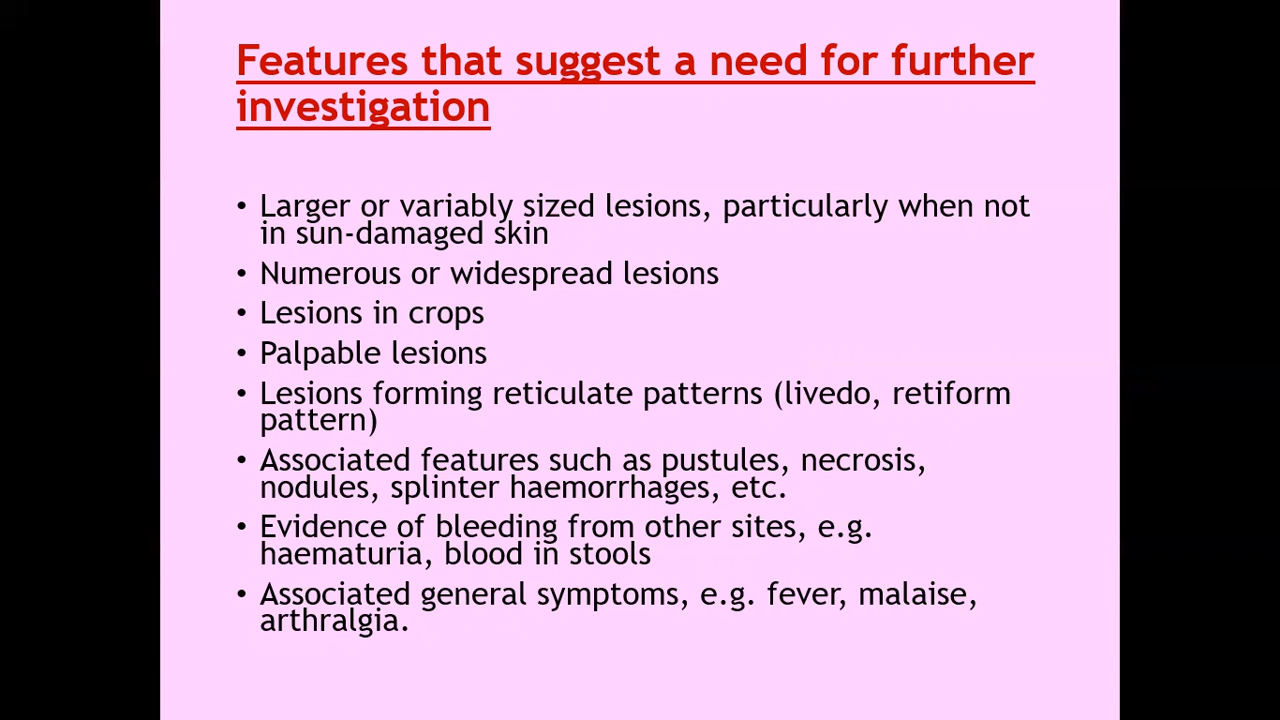 Features that suggest a need for further
investigation
• Larger or variably sized lesions, particularly when not
in sun-damaged skin
• Numerous or widespread lesions
• Lesions in crops
• Palpable lesions
• Lesions forming reticulate patterns (livedo, retiform
pattern)
• Associated features such as pustules, necrosis,
nodules, splinter haemorrhages, etc.
• Evidence of bleeding from other sites, e.g.
haematuria, blood in stools
• Associated general symptoms, e.g. fever, malaise,
arthralgia.